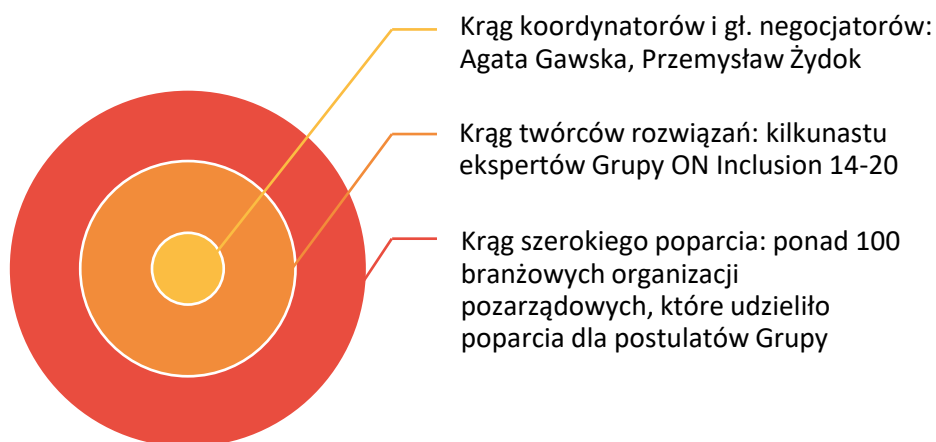 Krąg koordynatorów i gł. negocjatorów:
Agata Gawska, Przemysław Żydok
Krąg twórców rozwiązań: kilkunastu
ekspertów Grupy ON Inclusion 14-20
Krąg szerokiego poparcia: ponad 100
branżowych organizacji
pozarządowych, które udzieliło
poparcia dla postulatów Grupy